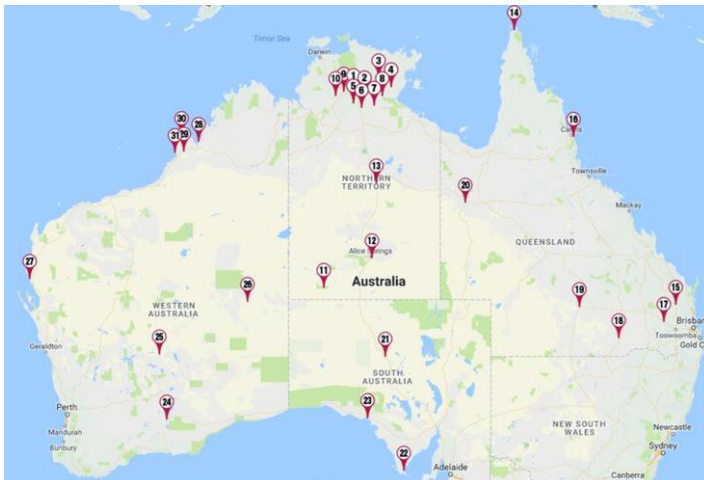 14
Timor Sea
Darwin
3
10 9 1 2 8 4
5 6 7
30
28
31 29
16
Cairns
13
NORTHERN
TERRITORY
Townsville
20
Mackay
12
Alice Springs
QUEENSLAND
27
11
Australia
26
19
15
WESTERN
AUSTRALIA
17
18
Brisban
Toowoomba
Gold C
25
21
Geraldton
SOUTH
AUSTRALIA
24
23
Perth
Mandurah
Bunbury
NEW SOUTH
WALES
Newcastle
22
Sydney
Adelaide
Canberra